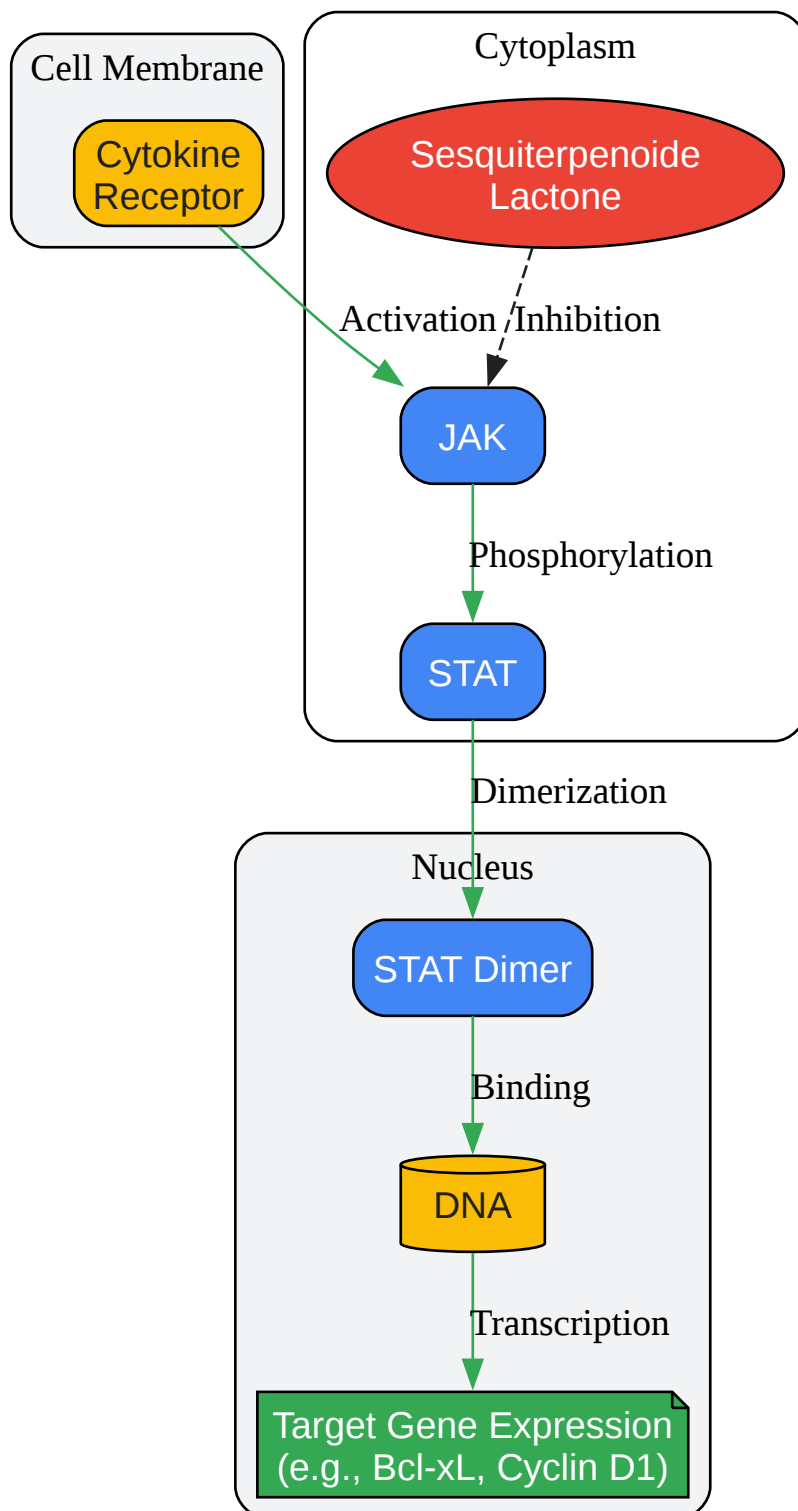 Cell Membrane
Cytokine
Receptor
Cytoplasm
Sesquiterpenoide
Lactone
Activation
Inhibition
JAK
Phosphorylation
STAT
Dimerization
Nucleus
STAT Dimer
Binding
DNA
Transcription
Target Gene Expression
(e.g., Bcl-xL, Cyclin D1)